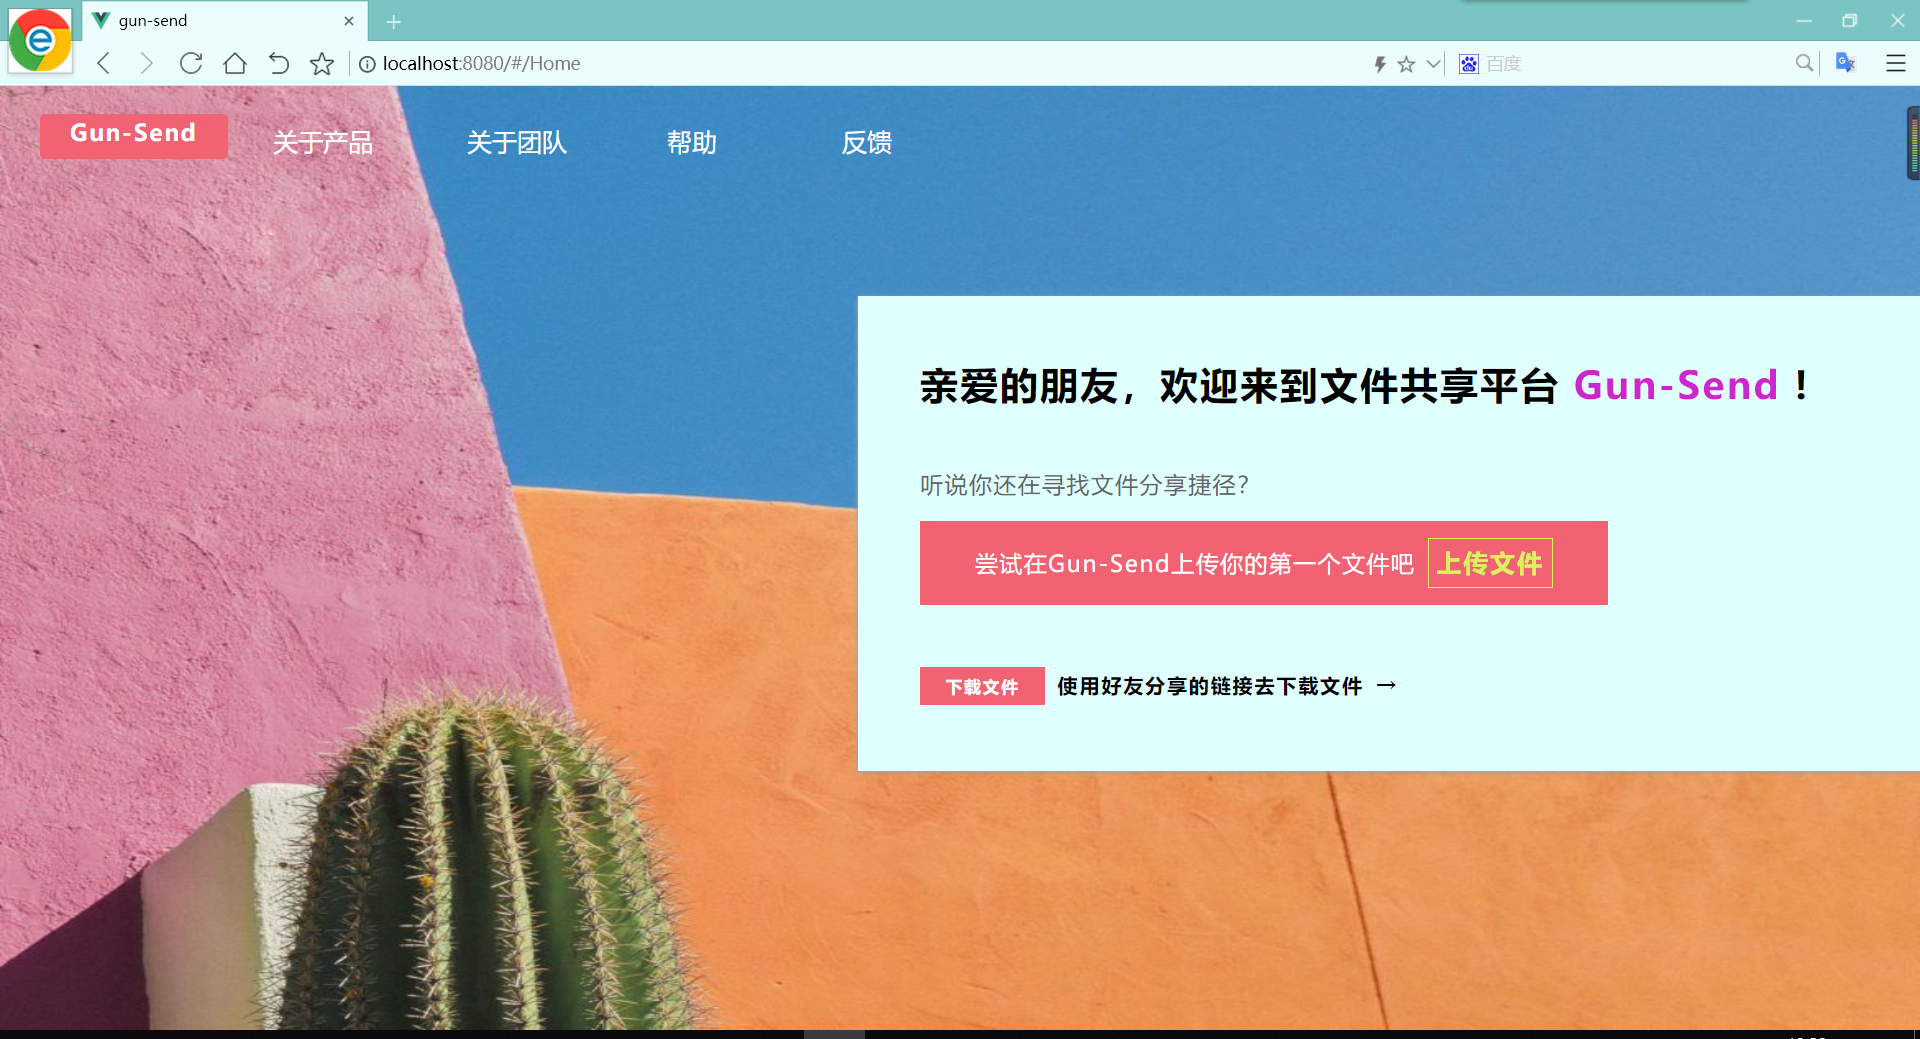 gun-send
localhost:8080/#/Home
百度
Gun-Send
关于产品
关于团队
帮助
反馈
亲爱的朋友，欢迎来到文件共享平台 Gun-Send ！
听说你还在寻找文件分享捷径？
尝试在Gun-Send上传你的第一个文件吧 上传文件
下载文件 使用好友分享的链接去下载文件 →